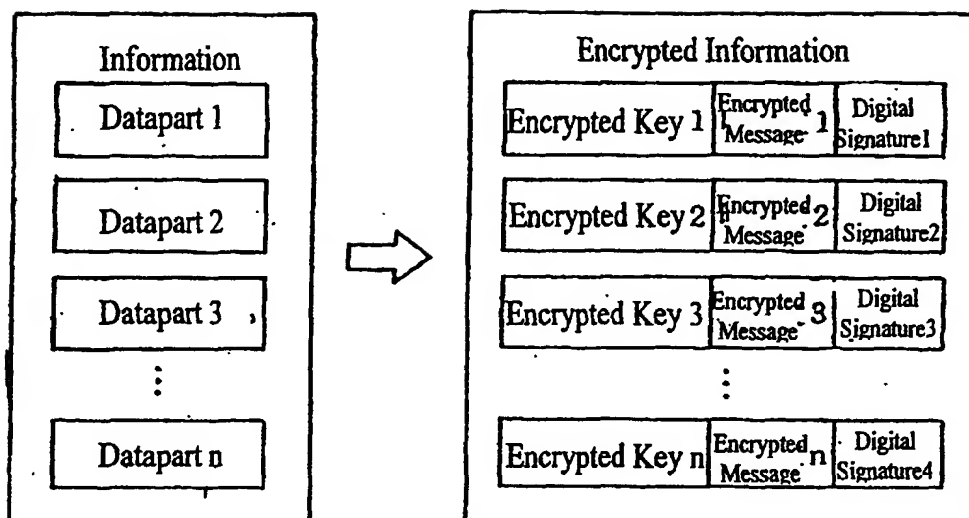 Information
Datapart 1
Datapart 2
Datapart 3
Datapart n
Encrypted Information
Encrypted Key 1
Encrypted
Message 1
Digital
Signature1
Encrypted Key 2
Encrypted
Message 2
Digital
Signature2
Encrypted Key 3
Encrypted
Message 3
Digital
Signature3
Encrypted Key n
Encrypted
Message n
Digital
Signature4